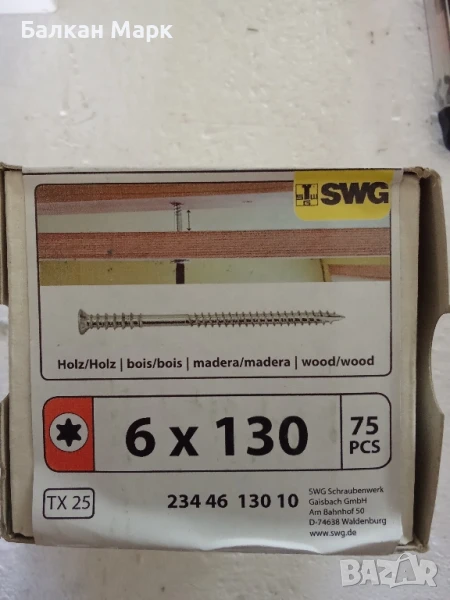 Балкан Марк
SWG
Holz/Holz | bois/bois | madera/madera | wood/wood
6 x 130
75
PCS
TX 25
234 46 130 10
SWG Schraubenwerk
Gaisbach GmbH
Am Bahnhof 50
D-74638 Waldenburg
www.swg.de
BAZAR